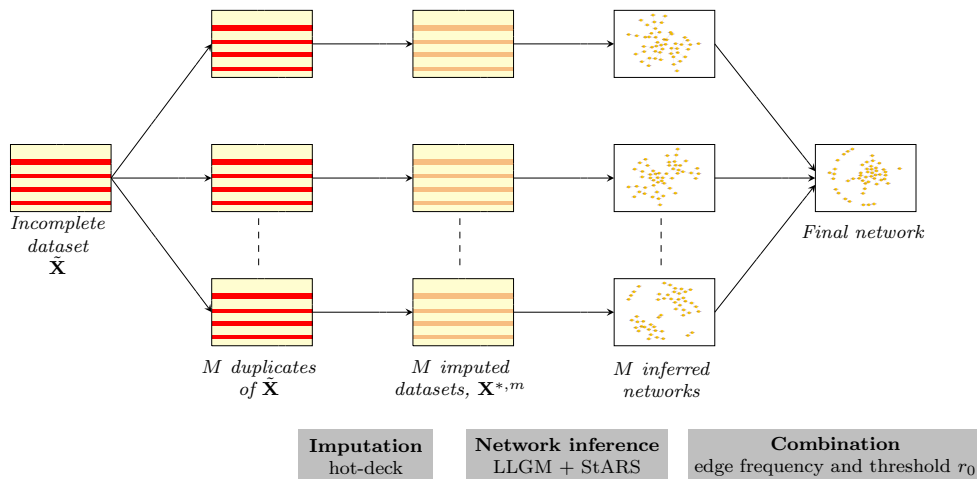 Incomplete
dataset
X̃
M duplicates
of X̃
M imputed
datasets, X*,m
M inferred
networks
Final network
Imputation
hot-deck
Network inference
LLGM + StARS
Combination
edge frequency and threshold r0